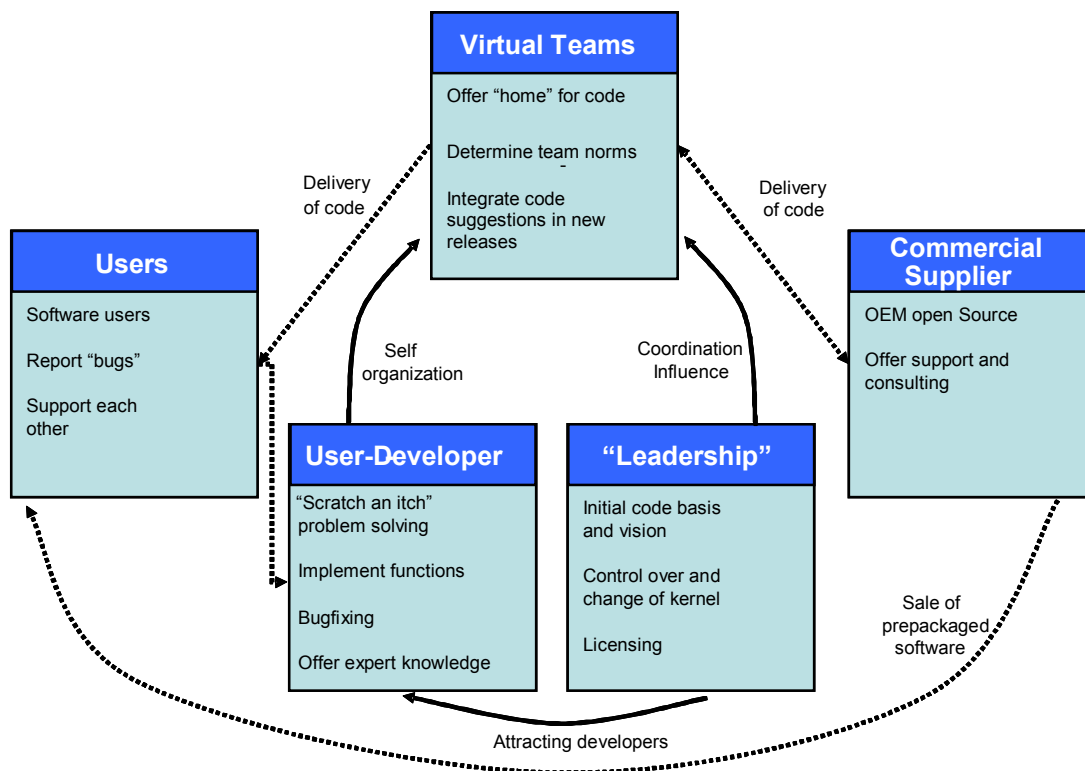 Virtual Teams
Offer “home” for code
Determine team norms
-
Integrate code
suggestions in new
releases
Delivery
of code
Delivery
of code
Users
Software users
Report “bugs”
Support each
other
Commercial
Supplier
OEM open Source
Offer support and
consulting
Self
organization
Coordination
Influence
User-Developer
“Scratch an itch”
problem solving
Implement functions
Bugfixing
Offer expert knowledge
“Leadership”
Initial code basis
and vision
Control over and
change of kernel
Licensing
Sale of
prepackaged
software
Attracting developers